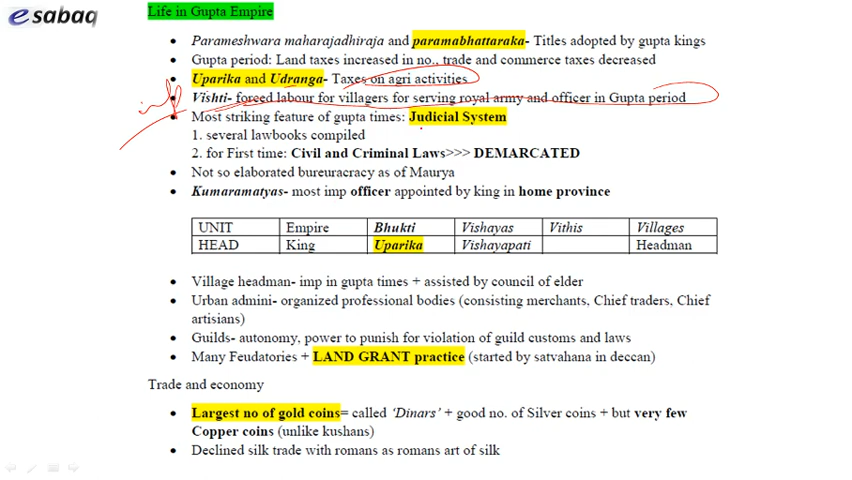 esabaq
Life in Gupta Empire
• Parameshwara maharajadhiraja and paramabhattaraka- Titles adopted by gupta kings
• Gupta period: Land taxes increased in no., trade and commerce taxes decreased
• Uparika and Udranga- Taxes on agri activities
• Vishti- forced labour for villagers for serving royal army and officer in Gupta period
• Most striking feature of gupta times: Judicial System
1. several lawbooks compiled
2. for First time: Civil and Criminal Laws>>> DEMARCATED
• Not so elaborated bureuracracy as of Maurya
• Kumaramatyas- most imp officer appointed by king in home province
UNIT Empire Bhukti Vishayas Vithis Villages
HEAD King Uparika Vishayapati Headman
• Village headman- imp in gupta times + assisted by council of elder
• Urban admini- organized professional bodies (consisting merchants, Chief traders, Chief
artisians)
• Guilds- autonomy, power to punish for violation of guild customs and laws
• Many Feudatories + LAND GRANT practice (started by satvahana in deccan)
Trade and economy
• Largest no of gold coins= called ‘Dinars’ + good no. of Silver coins + but very few
Copper coins (unlike kushans)
• Declined silk trade with romans as romans art of silk